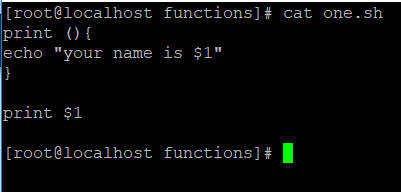 [root@localhost functions]# cat one.sh
print (){
echo "your name is $1"
}
print $1
[root@localhost functions]#